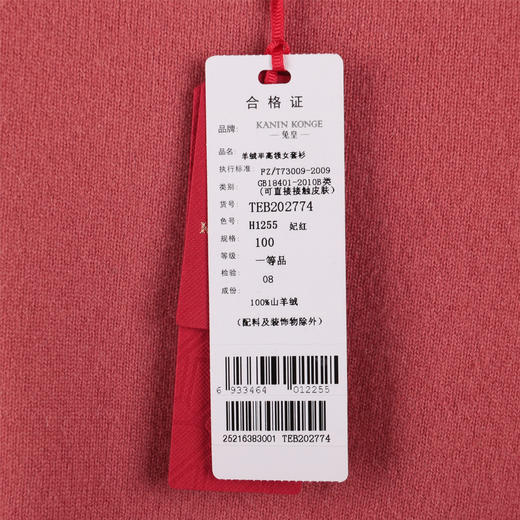 合格证
品牌: KANIN KONGE
兔皇
品名: 羊绒半高领女套衫
执行标准: FZ/T73009-2009
类别: GB18401-2010B类
(可直接接触皮肤)
货号: TEB202774
色号: H1255 妃红
规格: 100
等级: 一等品
检验: 08
成份:
100%山羊绒
(配料及装饰物除外)
6 933464 012255
25216383001 TEB202774